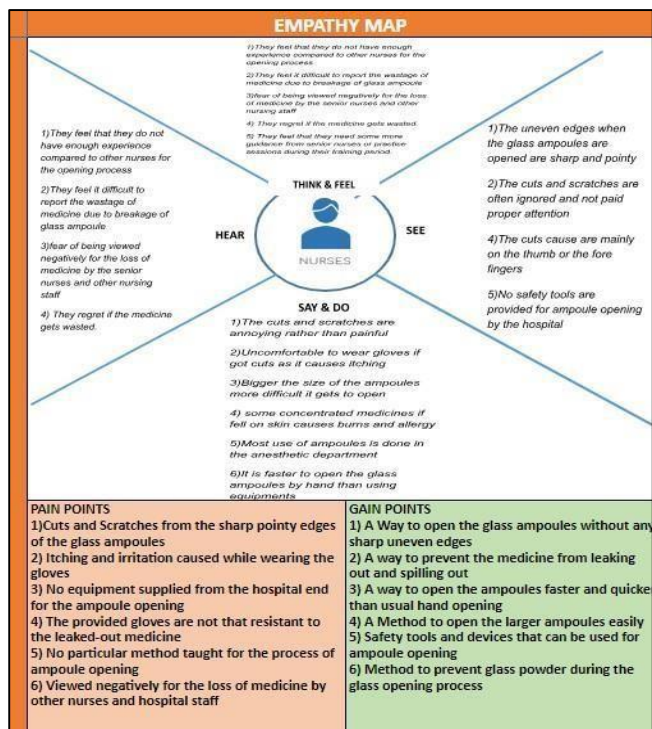 EMPATHY MAP
1)They feel that they do not have enough
experience compared to other nurses for the
opening process
2)They feel it difficult to report the wastage of
medicine due to breakage of glass ampoule
3)fear of being viewed negatively for the loss
of medicine by the senior nurses and other
nursing staff
4) They regret if the medicine gets wasted.
5) They feel that they need some more
guidance from senior nurses or practice
sessions during their training period.
THINK & FEEL
1)They feel that they do not
have enough experience
compared to other nurses for
the opening process
2)They feel it difficult to
report the wastage of
medicine due to breakage of
glass ampoule
3)fear of being viewed
negatively for the loss of
medicine by the senior
nurses and other nursing
staff
4) They regret if the medicine
gets wasted.
HEAR
NURSES
SEE
1)The uneven edges when
the glass ampoules are
opened are sharp and pointy
2)The cuts and scratches are
often ignored and not paid
proper attention
4)The cuts cause are mainly
on the thumb or the fore
fingers
5)No safety tools are
provided for ampoule opening
by the hospital
SAY & DO
1)The cuts and scratches are
annoying rather than painful
2)Uncomfortable to wear gloves if
got cuts as it causes itching
3)Bigger the size of the ampoules
more difficult it gets to open
4) some concentrated medicines if
fell on skin causes burns and allergy
5)Most use of ampoules is done in
the anesthetic department
6)It is faster to open the glass
ampoules by hand than using
equipments
PAIN POINTS
1)Cuts and Scratches from the sharp pointy edges
of the glass ampoules
2) Itching and irritation caused while wearing the
gloves
3) No equipment supplied from the hospital end
for the ampoule opening
4) The provided gloves are not that resistant to
the leaked-out medicine
5) No particular method taught for the process of
ampoule opening
6) Viewed negatively for the loss of medicine by
other nurses and hospital staff
GAIN POINTS
1) A Way to open the glass ampoules without any
sharp uneven edges
2) A way to prevent the medicine from leaking
out and spilling out
3) A way to open the ampoules faster and quicker
than usual hand opening
4) A Method to open the larger ampoules easily
5) Safety tools and devices that can be used for
ampoule opening
6) Method to prevent glass powder during the
glass opening process